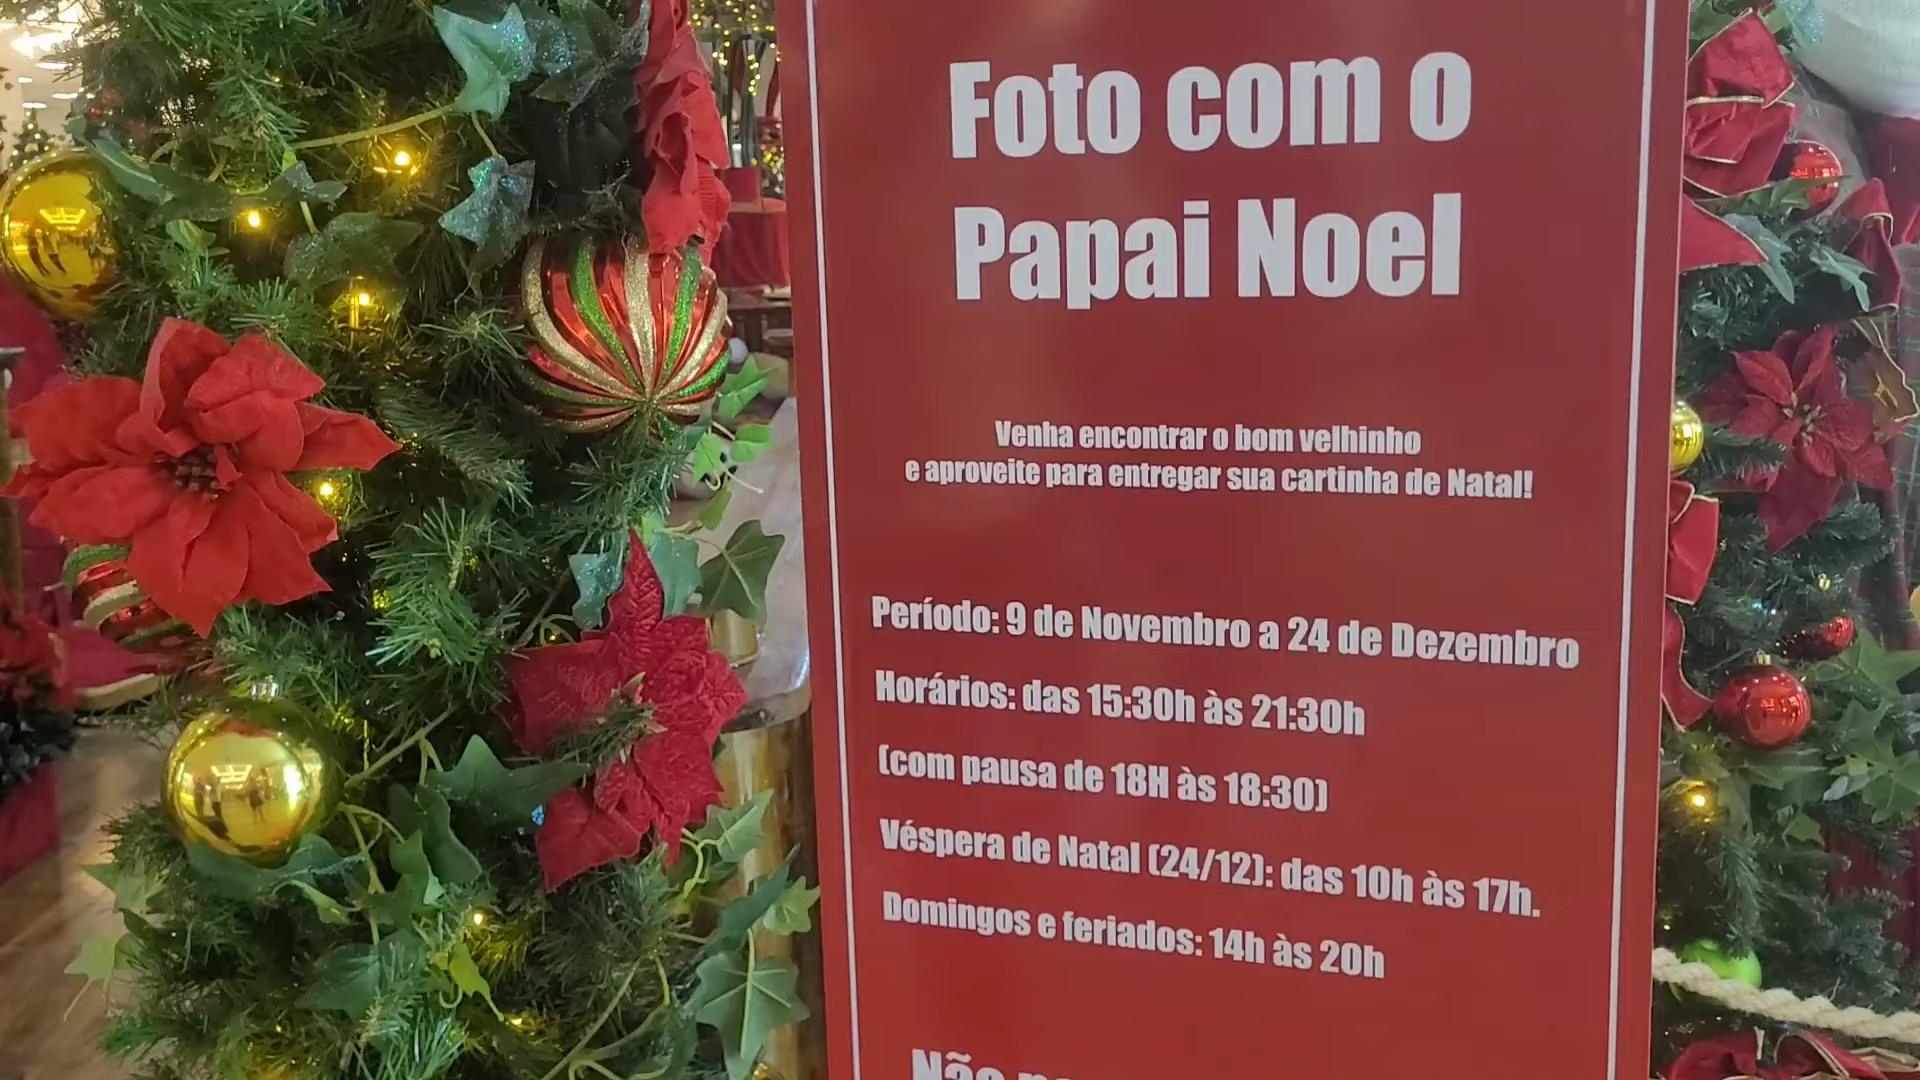 Foto com o
Papai Noel
Venha encontrar o bom velhinho
e aproveite para entregar sua cartinha de Natal!
Período: 9 de Novembro a 24 de Dezembro
Horários: das 15:30h às 21:30h
(com pausa de 18H às 18:30)
Véspera de Natal (24/12): das 10h às 17h.
Domingos e feriados: 14h às 20h
Não